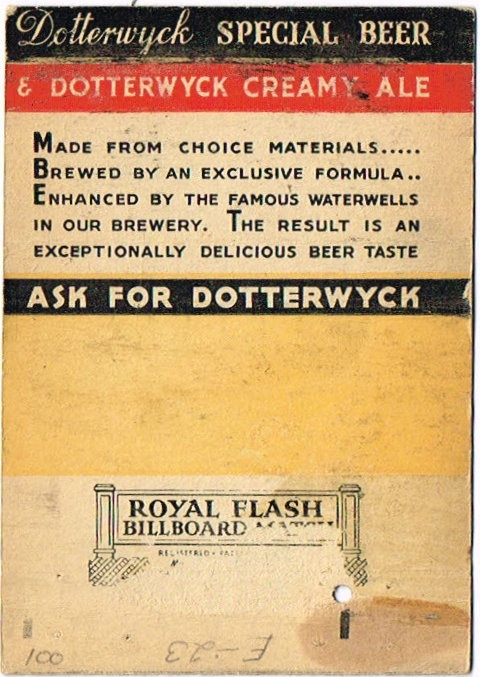 Dotterwyck SPECIAL BEER
& DOTTERWYCK CREAMY ALE
MADE FROM CHOICE MATERIALS.....
BREWED BY AN EXCLUSIVE FORMULA..
ENHANCED BY THE FAMOUS WATERWELLS
IN OUR BREWERY. THE RESULT IS AN
EXCEPTIONALLY DELICIOUS BEER TASTE
ASK FOR DOTTERWYCK
ROYAL FLASH
BILLBOARD MATCH
REGISTERED
100
F-23